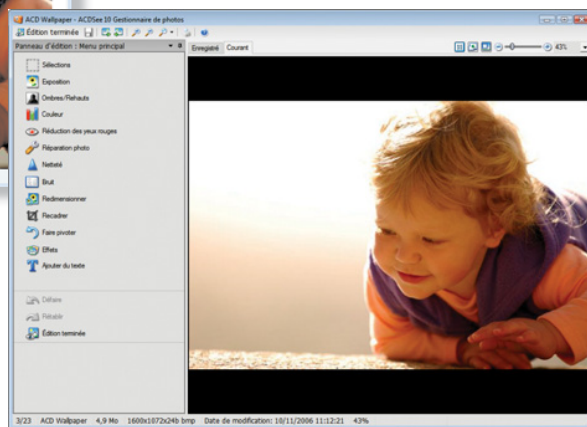 ACD Wallpaper - ACDSee 10 Gestionnaire de photos
Édition terminée
Panneau d'édition : Menu principal
Enregistré Courant
43%
Sélections
Exposition
Ombres/Rehauts
Couleur
Réduction des yeux rouges
Réparation photo
Netteté
Bruit
Redimensionner
Recadrer
Faire pivoter
Effets
Ajouter du texte
Défaire
Rétablir
Édition terminée
3/23 ACD Wallpaper 4,9 Mo 1600x1072x24b bmp Date de modification: 10/11/2006 11:12:21 43%